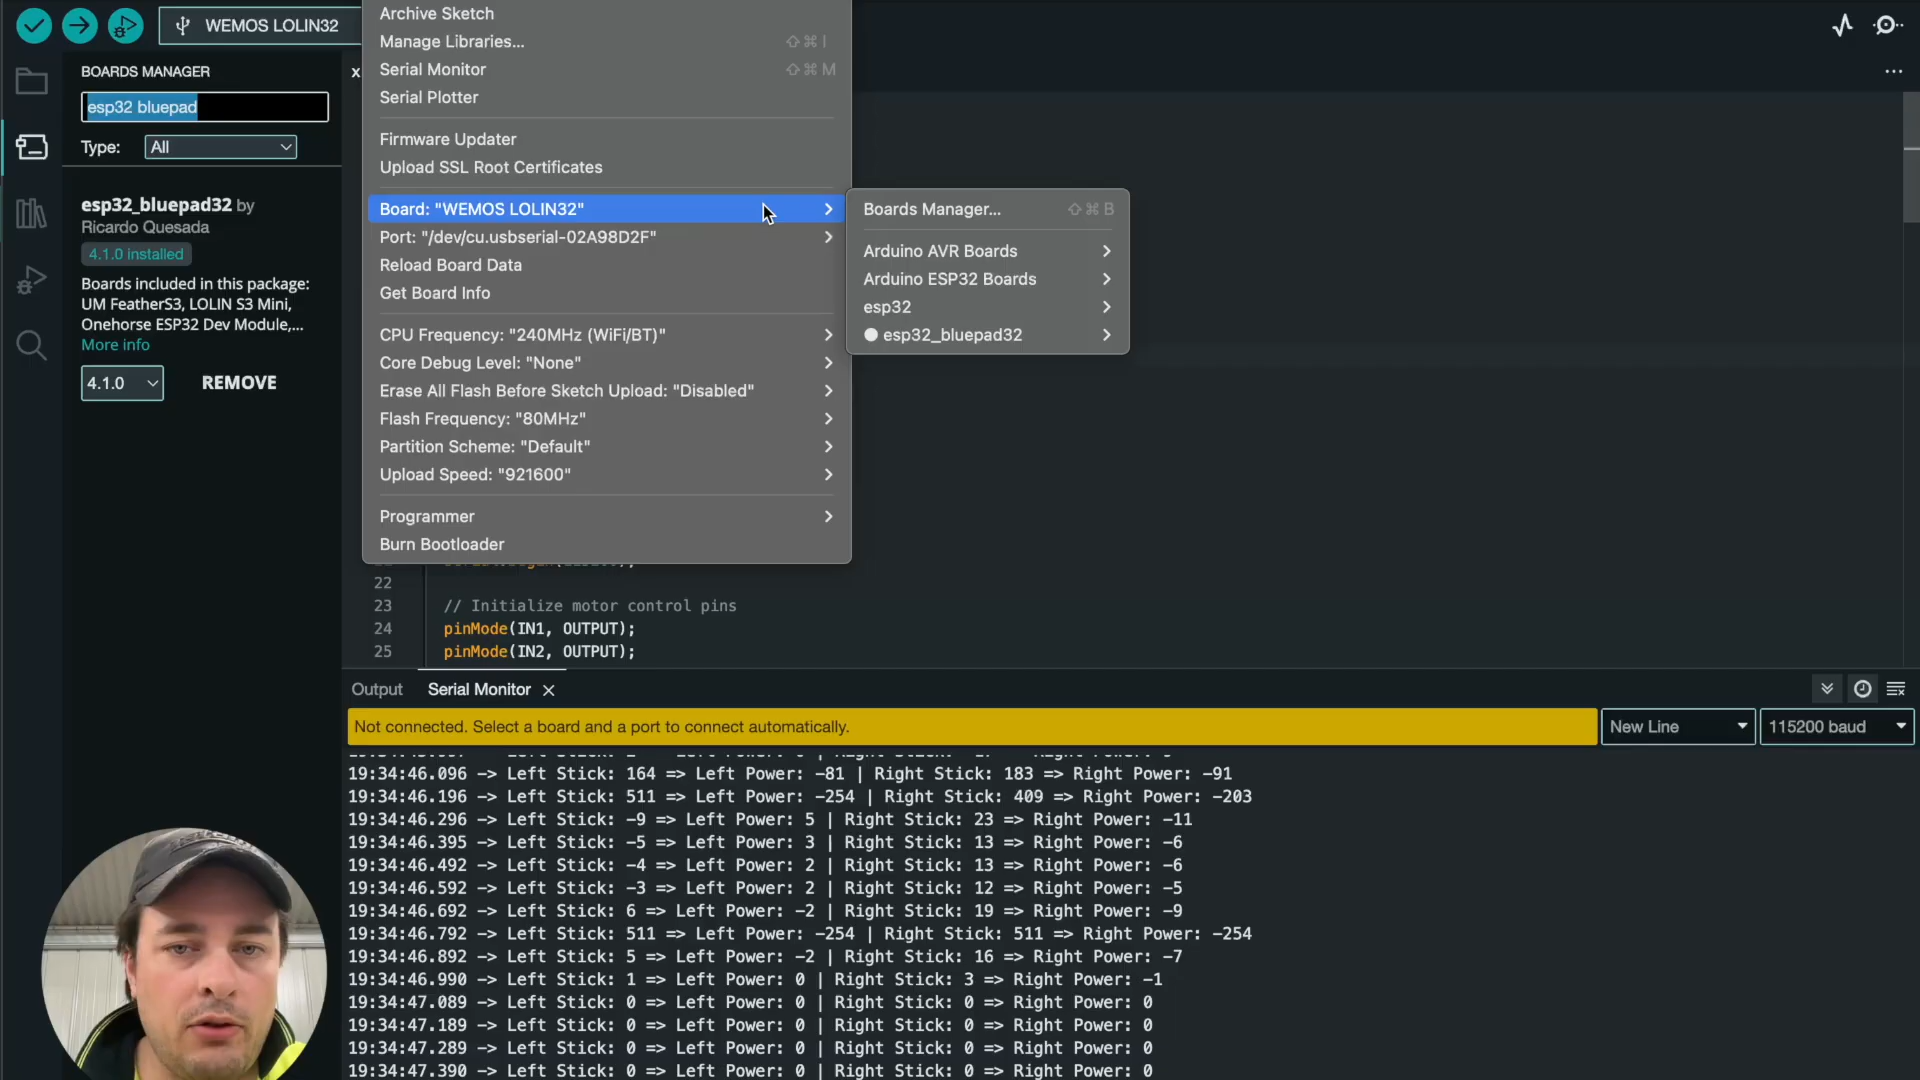 WEMOS LOLIN32
BOARDS MANAGER
esp32 bluepad
Type:
All
esp32_bluepad32 by
Ricardo Quesada
4.1.0 installed
Boards included in this package:
UM FeatherS3, LOLIN S3 Mini,
Onehorse ESP32 Dev Module,...
More info
4.1.0
REMOVE
x
Archive Sketch
Manage Libraries... ⇧⌘I
Serial Monitor ⇧⌘M
Serial Plotter
Firmware Updater
Upload SSL Root Certificates
Board: "WEMOS LOLIN32"
Port: "/dev/cu.usbserial-02A98D2F"
Reload Board Data
Get Board Info
CPU Frequency: "240MHz (WiFi/BT)"
Core Debug Level: "None"
Erase All Flash Before Sketch Upload: "Disabled"
Flash Frequency: "80MHz"
Partition Scheme: "Default"
Upload Speed: "921600"
Programmer
Burn Bootloader
Boards Manager... ⇧⌘B
Arduino AVR Boards
Arduino ESP32 Boards
esp32
esp32_bluepad32
22
23 // Initialize motor control pins
24 pinMode(IN1, OUTPUT);
25 pinMode(IN2, OUTPUT);
Output
Serial Monitor
Not connected. Select a board and a port to connect automatically.
New Line
115200 baud
19:34:46.096 -> Left Stick: 164 => Left Power: -81 | Right Stick: 183 => Right Power: -91
19:34:46.196 -> Left Stick: 511 => Left Power: -254 | Right Stick: 409 => Right Power: -203
19:34:46.296 -> Left Stick: -9 => Left Power: 5 | Right Stick: 23 => Right Power: -11
19:34:46.395 -> Left Stick: -5 => Left Power: 3 | Right Stick: 13 => Right Power: -6
19:34:46.492 -> Left Stick: -4 => Left Power: 2 | Right Stick: 13 => Right Power: -6
19:34:46.592 -> Left Stick: -3 => Left Power: 2 | Right Stick: 12 => Right Power: -5
19:34:46.692 -> Left Stick: 6 => Left Power: -2 | Right Stick: 19 => Right Power: -9
19:34:46.792 -> Left Stick: 511 => Left Power: -254 | Right Stick: 511 => Right Power: -254
19:34:46.892 -> Left Stick: 5 => Left Power: -2 | Right Stick: 16 => Right Power: -7
19:34:46.990 -> Left Stick: 1 => Left Power: 0 | Right Stick: 3 => Right Power: -1
19:34:47.089 -> Left Stick: 0 => Left Power: 0 | Right Stick: 0 => Right Power: 0
19:34:47.189 -> Left Stick: 0 => Left Power: 0 | Right Stick: 0 => Right Power: 0
19:34:47.289 -> Left Stick: 0 => Left Power: 0 | Right Stick: 0 => Right Power: 0
19:34:47.390 -> Left Stick: 0 => Left Power: 0 | Right Stick: 0 => Right Power: 0